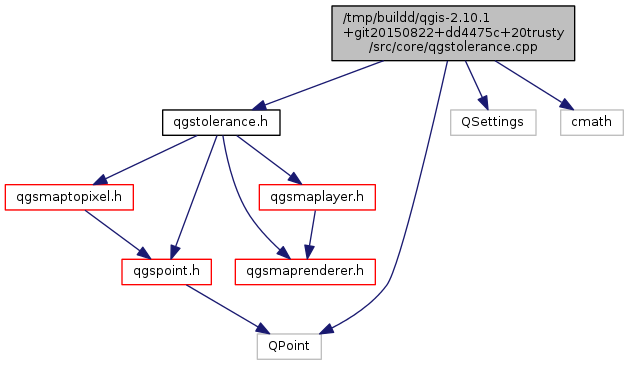 /tmp/buildd/qgis-2.10.1
+git20150822+dd4475c+20trusty
/src/core/qgstolerance.cpp
qgstolerance.h
QSettings
cmath
qgsmaptopixel.h
qgsmaplayer.h
qgspoint.h
qgsmaprenderer.h
QPoint